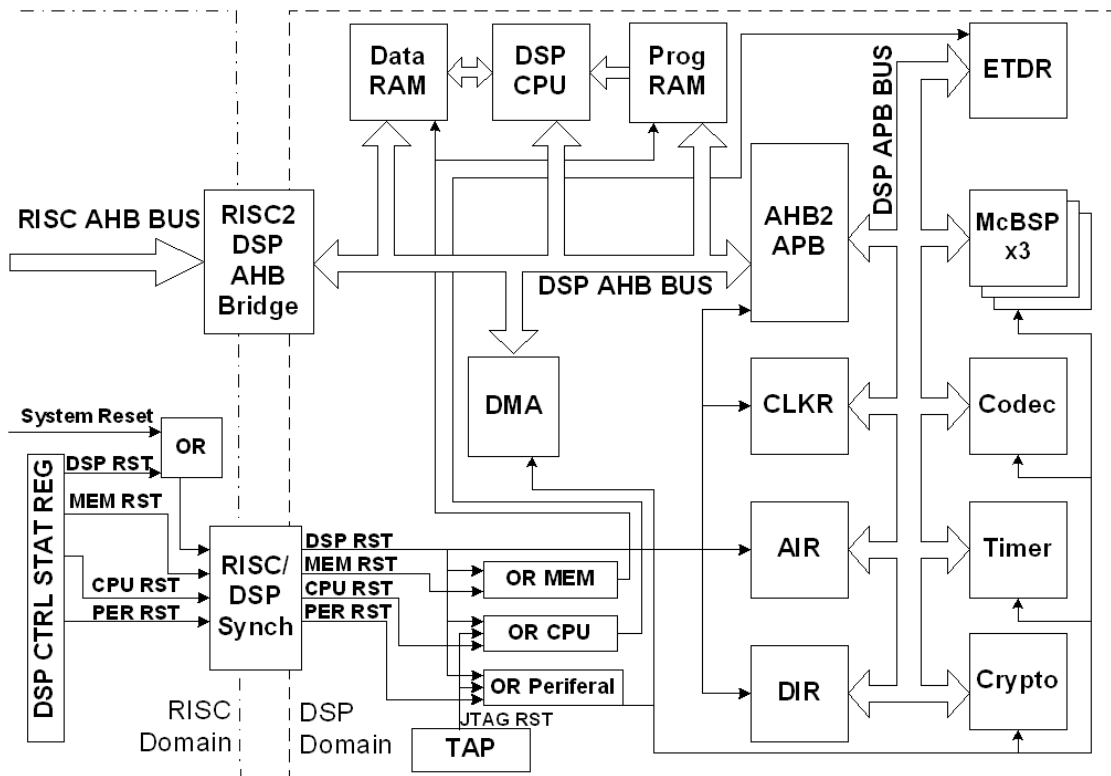 Data
RAM
DSP
CPU
Prog
RAM
ETDR
DSP APB BUS
RISC AHB BUS
RISC2
DSP
AHB
Bridge
AHB2
APB
McBSP
x3
DSP AHB BUS
DMA
CLKR
Codec
System Reset
OR
DSP CTRL STAT REG
DSP RST
MEM RST
CPU RST
PER RST
RISC/
DSP
Synch
DSP RST
MEM RST
CPU RST
PER RST
OR MEM
OR CPU
OR Periferal
AIR
Timer
DIR
Crypto
JTAG RST
TAP
RISC
Domain
DSP
Domain